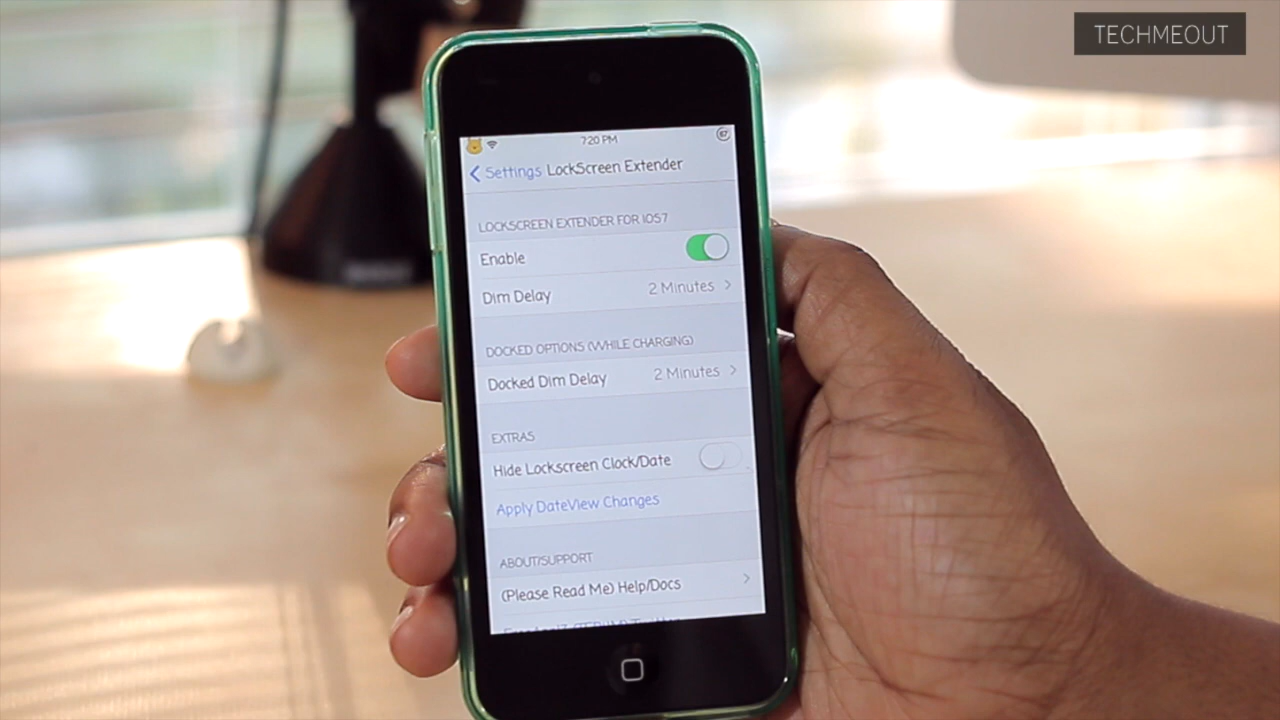 TECHMEOUT
7:20 PM
67
Settings LockScreen Extender
LOCKSCREEN EXTENDER FOR IOS7
Enable
Dim Delay 2 Minutes
DOCKED OPTIONS (WHILE CHARGING)
Docked Dim Delay 2 Minutes
EXTRAS
Hide Lockscreen Clock/Date
Apply DateView Changes
ABOUT/SUPPORT
(Please Read Me) Help/Docs